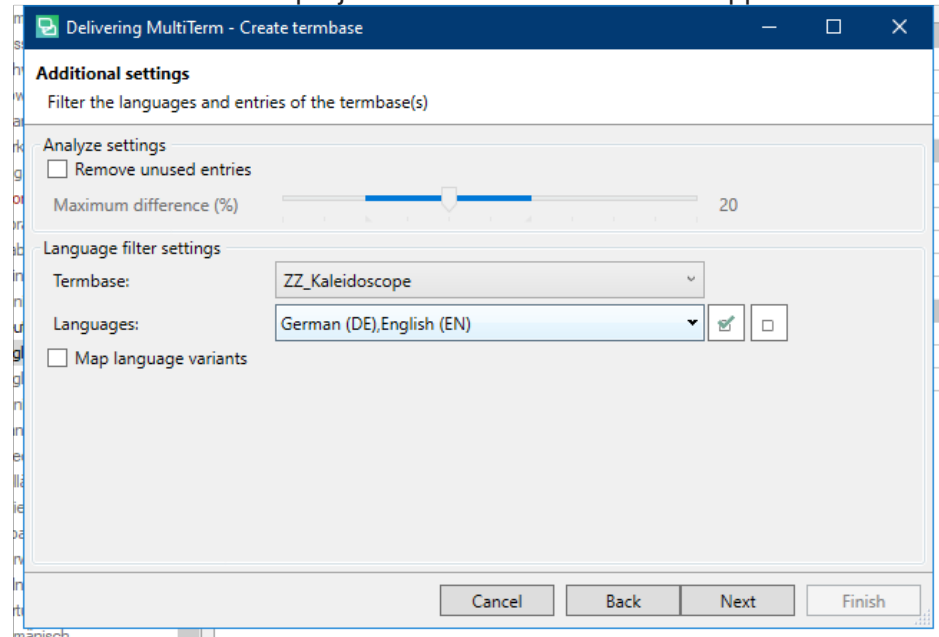 Delivering MultiTerm - Create termbase
Additional settings
Filter the languages and entries of the termbase(s)
Analyze settings
Remove unused entries
Maximum difference (%) 20
Language filter settings
Termbase: ZZ_Kaleidoscope
Languages: German (DE),English (EN)
Map language variants
Cancel Back Next Finish